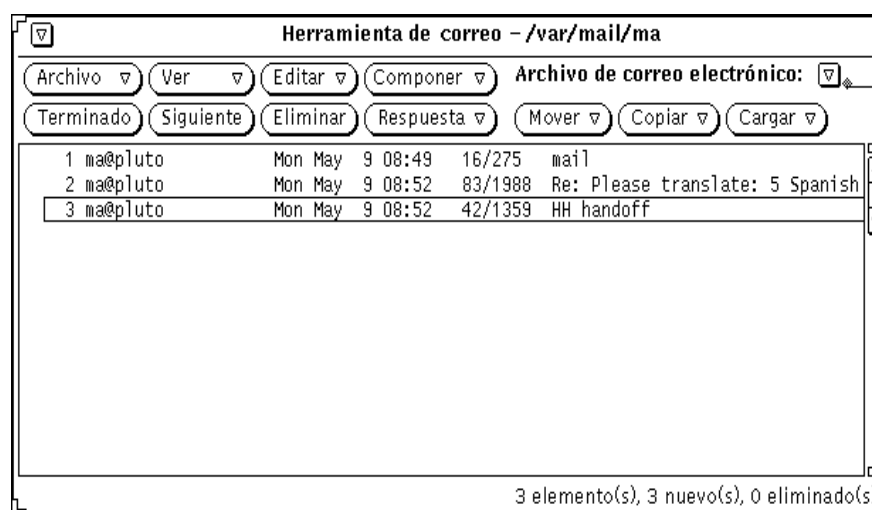 Herramienta de correo – /var/mail/ma
Archivo Ver Editar Componer Archivo de correo electrónico:
Terminado Siguiente Eliminar Respuesta Mover Copiar Cargar
1 ma@pluto Mon May 9 08:49 16/275 mail
2 ma@pluto Mon May 9 08:52 83/1988 Re: Please translate: 5 Spanish
3 ma@pluto Mon May 9 08:52 42/1359 HH handoff
3 elemento(s), 3 nuevo(s), 0 eliminado(s